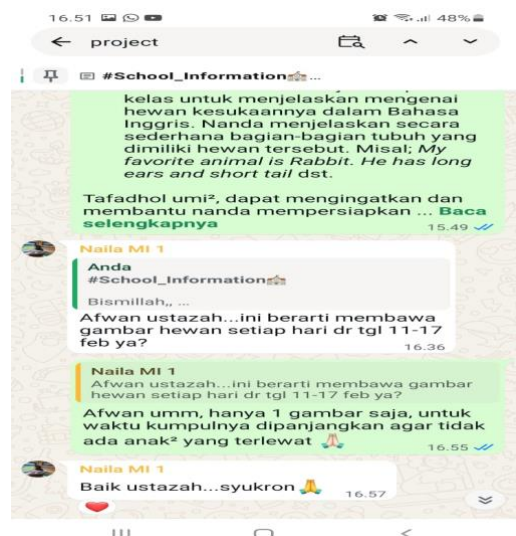 16.51 48%
project
#School_Information...
kelas untuk menjelaskan mengenai
hewan kesukaannya dalam Bahasa
Inggris. Nanda menjelaskan secara
sederhana bagian-bagian tubuh yang
dimiliki hewan tersebut. Misal; My
favorite animal is Rabbit. He has long
ears and short tail dst.
Tafadhol umi², dapat mengingatkan dan
membantu nanda mempersiapkan ... Baca
selengkapnya
15.49
Naila MI 1
Anda
#School_Information
Bismillah,, ...
Afwan ustazah...ini berarti membawa
gambar hewan setiap hari dr tgl 11-17
feb ya?
16.36
Naila MI 1
Afwan ustazah...ini berarti membawa gambar
hewan setiap hari dr tgl 11-17 feb ya?
Afwan umm, hanya 1 gambar saja, untuk
waktu kumpulnya dipanjangkan agar tidak
ada anak² yang terlewat 🙏
16.55
Naila MI 1
Baik ustazah...syukron 🙏
16.57